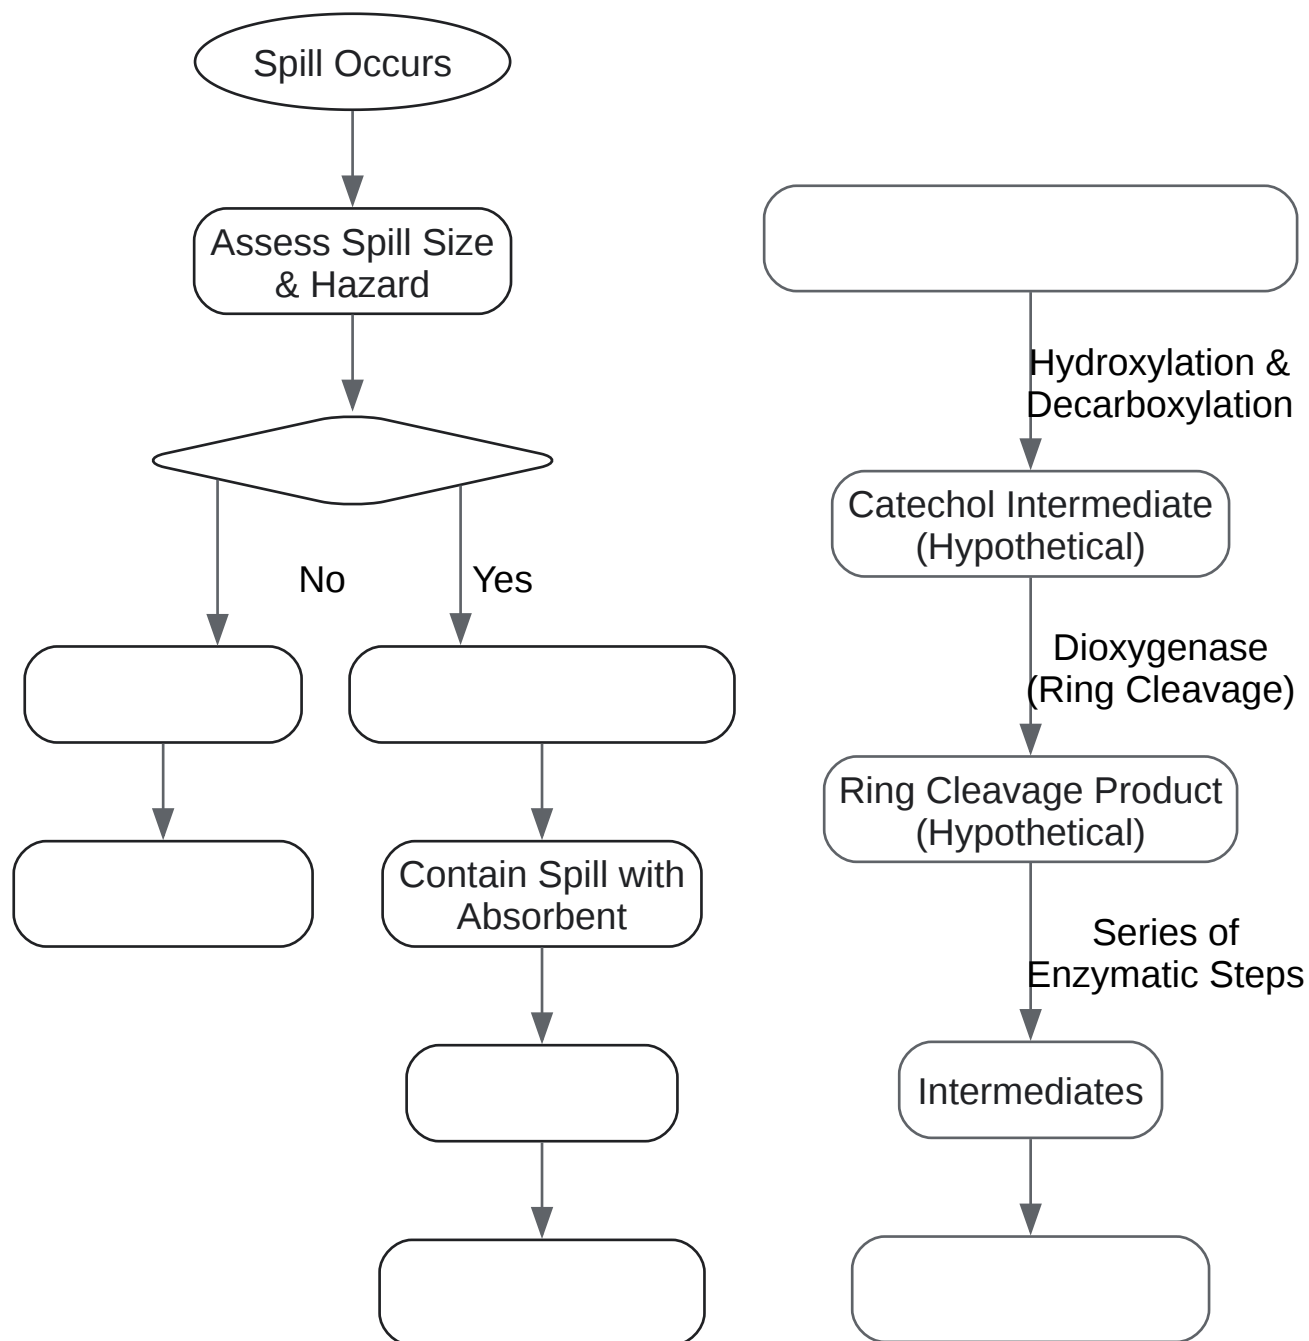 Spill Occurs
Assess Spill Size
& Hazard
No
Yes
Contain Spill with
Absorbent
Hydroxylation &
Decarboxylation
Catechol Intermediate
(Hypothetical)
Dioxygenase
(Ring Cleavage)
Ring Cleavage Product
(Hypothetical)
Series of
Enzymatic Steps
Intermediates